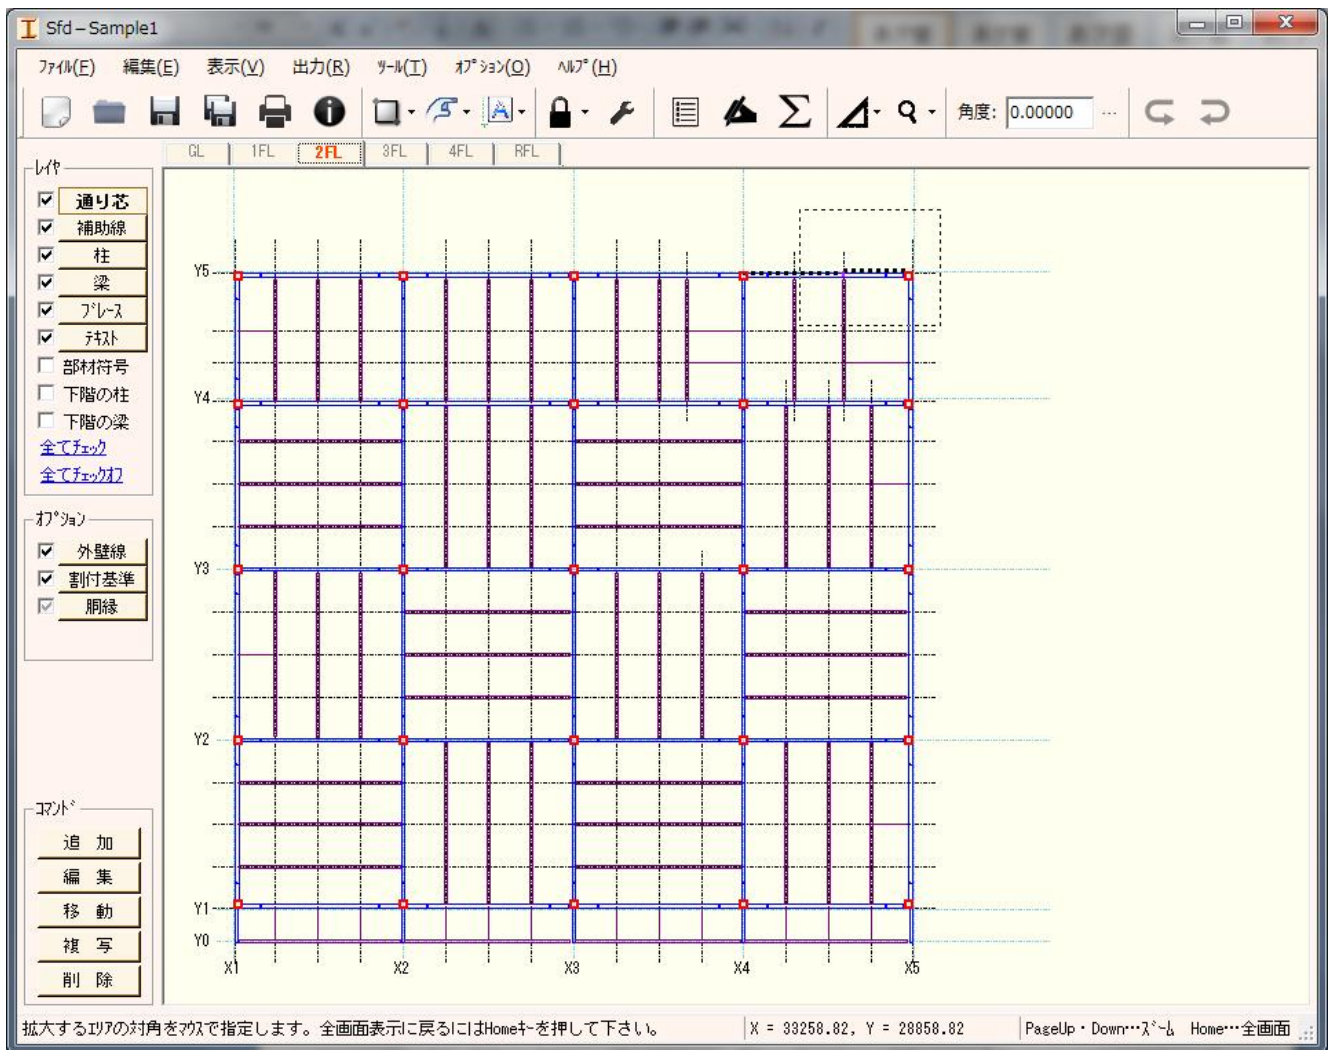 Sfd－Sample1
ﾌｧｲﾙ(F) 編集(E) 表示(V) 出力(R) ﾂｰﾙ(T) ｵﾌﾟｼｮﾝ(O) ﾍﾙﾌﾟ(H)
角度: 0.00000 ...
GL 1FL 2FL 3FL 4FL RFL
ﾚｲﾔ
通り芯
補助線
柱
梁
ﾌﾞﾚｰｽ
ﾃｷｽﾄ
部材符号
下階の柱
下階の梁
全てﾁｪｯｸ
全てﾁｪｯｸｵﾌ
ｵﾌﾟｼｮﾝ
外壁線
割付基準
胴縁
ｺﾏﾝﾄﾞ
追 加
編 集
移 動
複 写
削 除
Y5
Y4
Y3
Y2
Y1
Y0
X1 X2 X3 X4 X5
拡大するｴﾘｱの対角をﾏｳｽで指定します。全画面表示に戻るにはHomeｷｰを押して下さい。 X = 33258.82, Y = 28858.82 PageUp・Down…ｽﾞｰﾑ Home…全画面